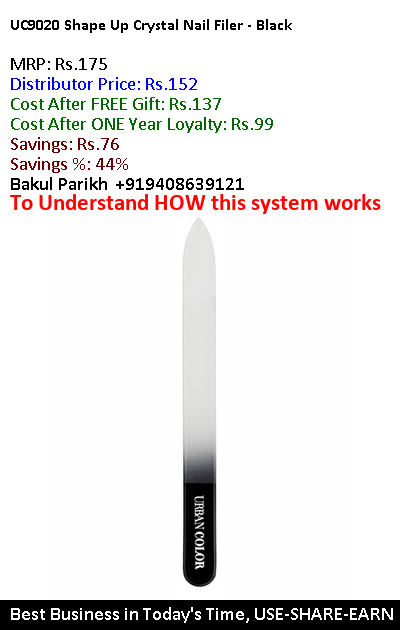 UC9020 Shape Up Crystal Nail Filer - Black
MRP: Rs.175
Distributor Price: Rs.152
Cost After FREE Gift: Rs.137
Cost After ONE Year Loyalty: Rs.99
Savings: Rs.76
Savings %: 44%
Bakul Parikh +919408639121
To Understand HOW this system works
URBAN COLOR
Best Business in Today's Time, USE-SHARE-EARN